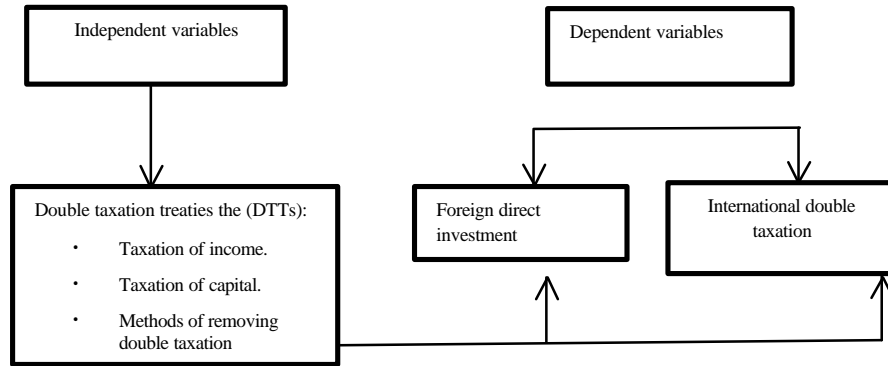 Independent variables
Dependent variables
Double taxation treaties the (DTTs):
· Taxation of income.
· Taxation of capital.
· Methods of removing
double taxation
Foreign direct
investment
International double
taxation